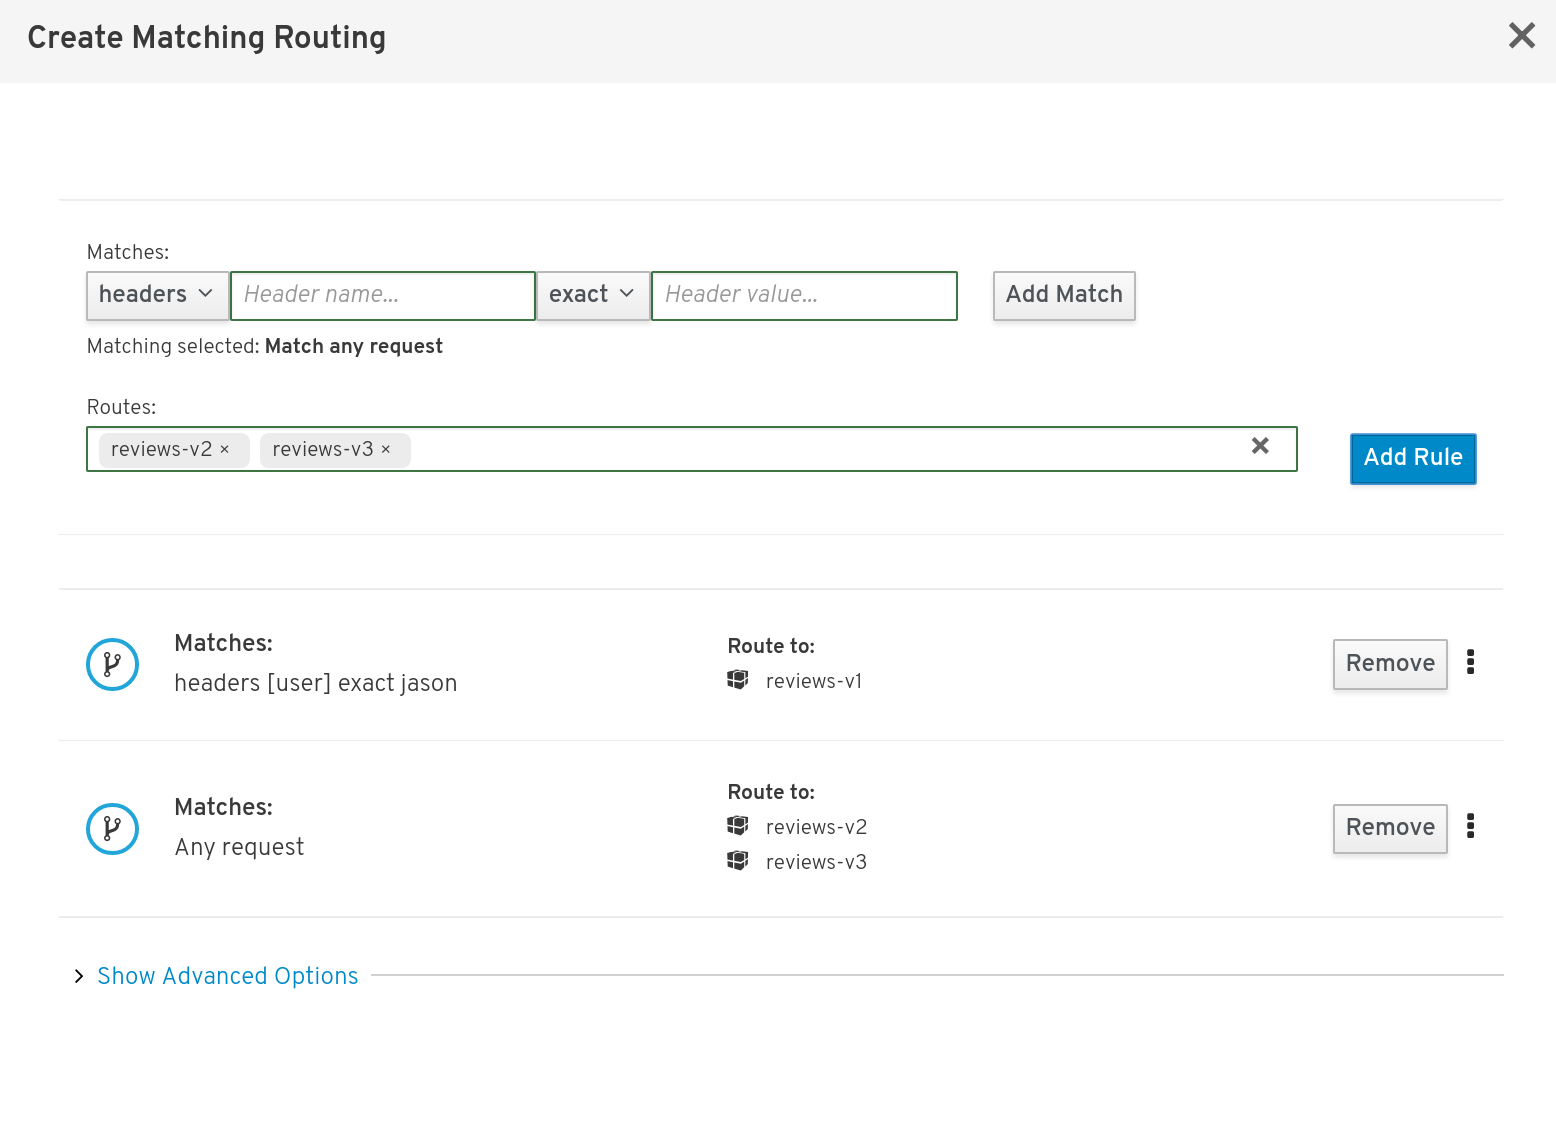 Create Matching Routing
Matches:
headers Header name... exact Header value... Add Match
Matching selected: Match any request
Routes:
reviews-v2 × reviews-v3 ×
Add Rule
Matches:
headers [user] exact jason
Route to:
reviews-v1
Remove
Matches:
Any request
Route to:
reviews-v2
reviews-v3
Remove
Show Advanced Options